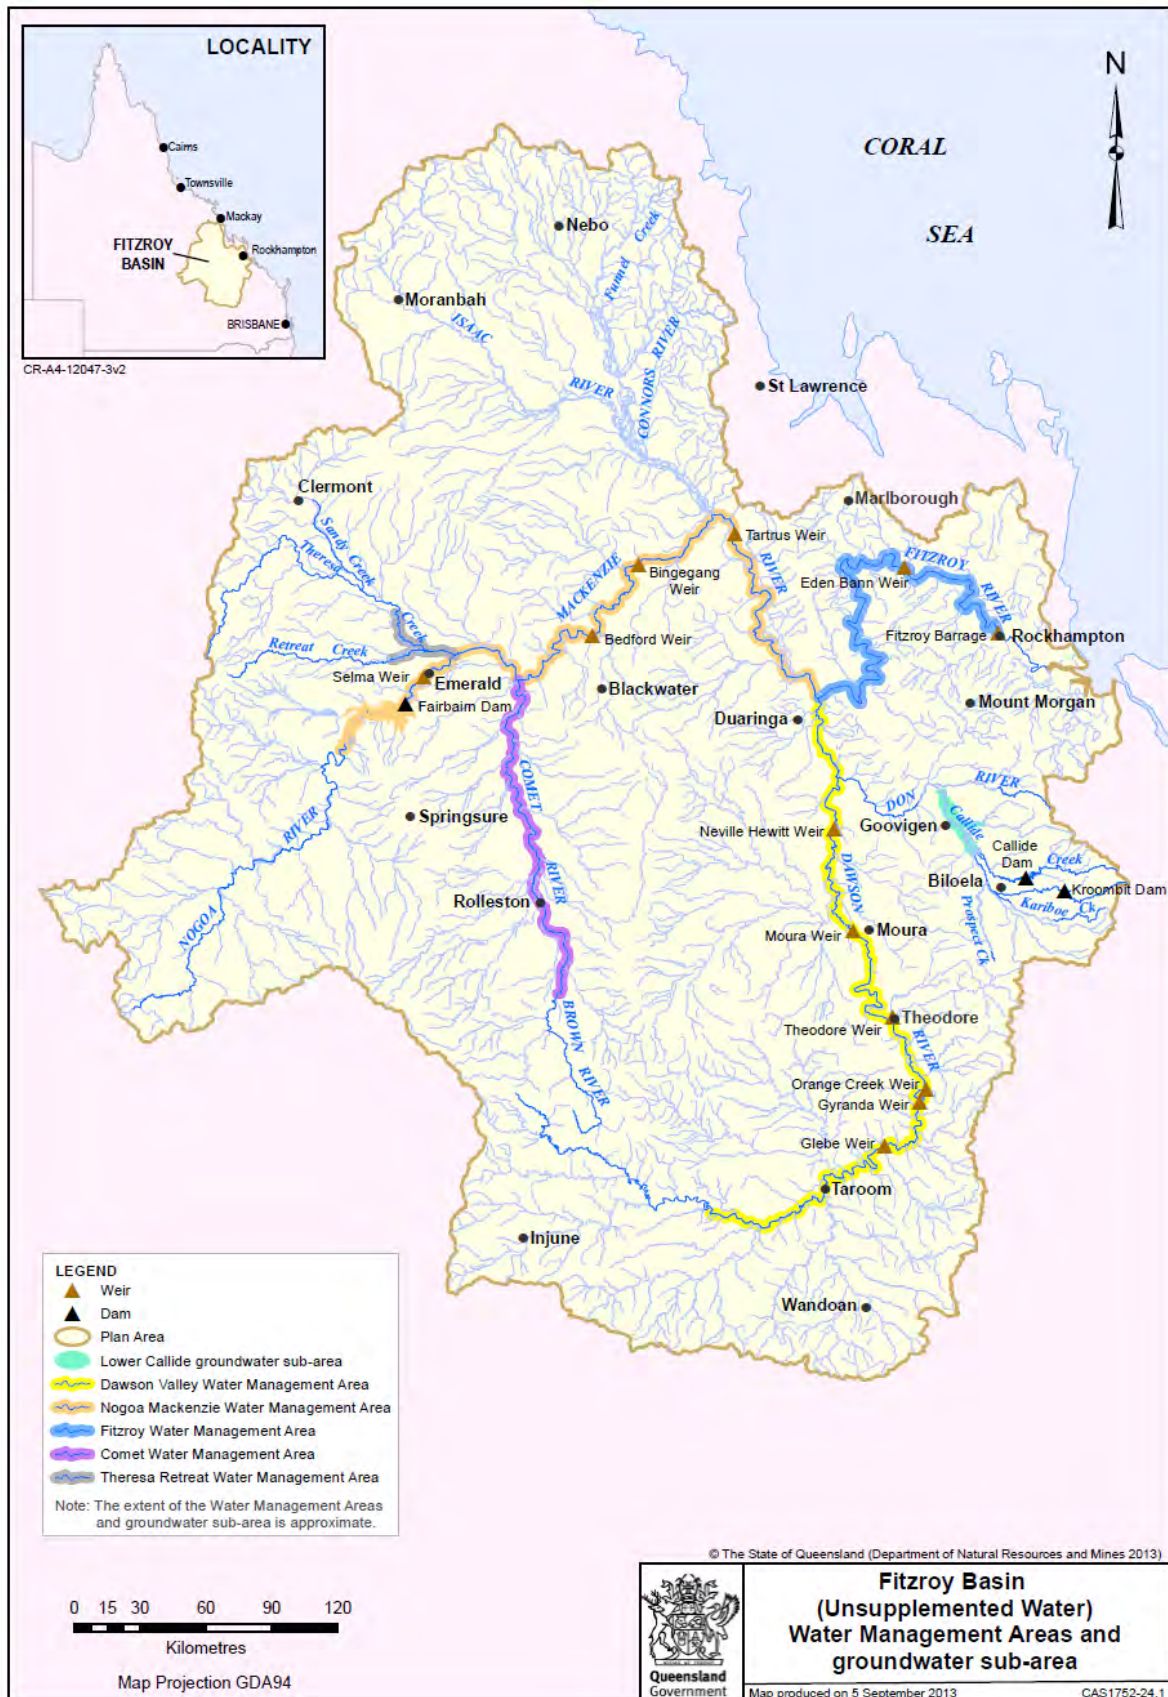 LOCALITY
Cairns
Townsville
Mackay
FITZROY
BASIN
Rockhampton
BRISBANE
CR-A4-12047-3v2
N
CORAL
SEA
Nebo
Funnel Creek
Moranbah
ISAAC
RIVER
CONNORS RIVER
St Lawrence
Clermont
Sandy Creek
Theresa
Creek
Marlborough
Tartrus Weir
FITZROY
RIVER
MACKENZIE
RIVER
Bingegang
Weir
Eden Bann Weir
Fitzroy Barrage
Rockhampton
Bedford Weir
Retreat Creek
Selma Weir
Emerald
Fairbairn Dam
Blackwater
Duaringa
Mount Morgan
COMET
RIVER
DON
RIVER
Springsure
Neville Hewitt Weir
Goovigen
Callide
Creek
Callide
Dam
Biloela
Kroombit Dam
Kariboe Ck
Prospect Ck
NOGOA
RIVER
Rolleston
DAWSON
RIVER
Moura Weir
Moura
BROWN
RIVER
Theodore Weir
Theodore
Orange Creek Weir
Gyranda Weir
Glebe Weir
Taroom
Injune
Wandoan
LEGEND
Weir
Dam
Plan Area
Lower Callide groundwater sub-area
Dawson Valley Water Management Area
Nogoa Mackenzie Water Management Area
Fitzroy Water Management Area
Comet Water Management Area
Theresa Retreat Water Management Area
Note: The extent of the Water Management Areas
and groundwater sub-area is approximate.
© The State of Queensland (Department of Natural Resources and Mines 2013)
0 15 30 60 90 120
Kilometres
Map Projection GDA94
Queensland
Government
Fitzroy Basin
(Unsupplemented Water)
Water Management Areas and
groundwater sub-area
Map produced on 5 September 2013
CAS1752-24.1